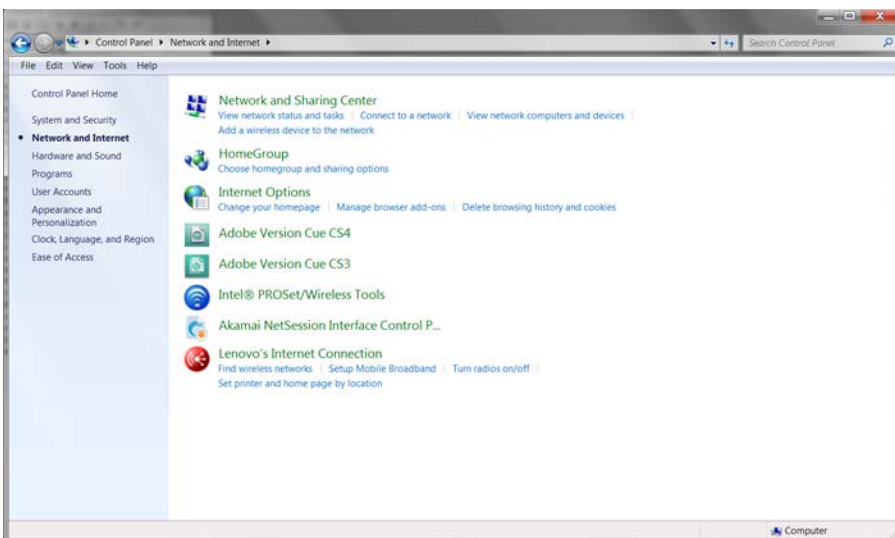 Control Panel ▸ Network and Internet ▸
Search Control Panel
File Edit View Tools Help
Control Panel Home
System and Security
Network and Internet
Hardware and Sound
Programs
User Accounts
Appearance and
Personalization
Clock, Language, and Region
Ease of Access
Network and Sharing Center
View network status and tasks | Connect to a network | View network computers and devices
Add a wireless device to the network
HomeGroup
Choose homegroup and sharing options
Internet Options
Change your homepage | Manage browser add-ons | Delete browsing history and cookies
Adobe Version Cue CS4
Adobe Version Cue CS3
Intel® PROSet/Wireless Tools
Akamai NetSession Interface Control P...
Lenovo's Internet Connection
Find wireless networks | Setup Mobile Broadband | Turn radios on/off
Set printer and home page by location
Computer